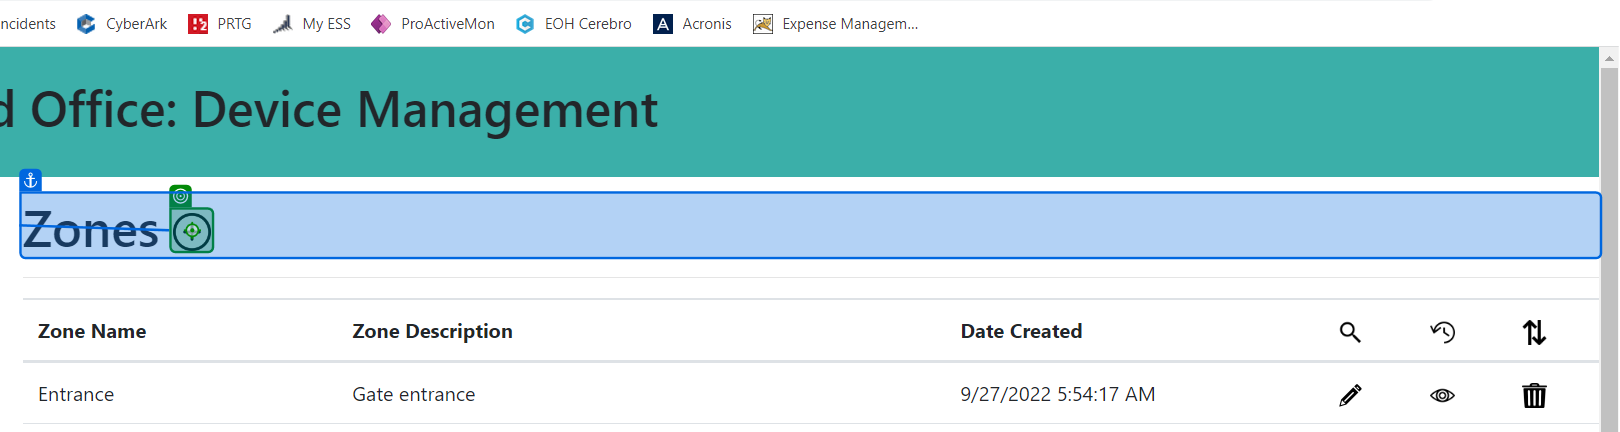 ncidents CyberArk PRTG My ESS ProActiveMon EOH Cerebro Acronis Expense Managem...
d Office: Device Management
Zones
Zone Name Zone Description Date Created
Entrance Gate entrance 9/27/2022 5:54:17 AM